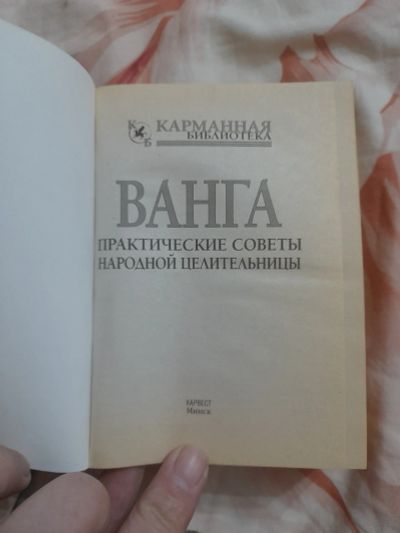 К
Б
КАРМАННАЯ
БИБЛИОТЕКА
ВАНГА
ПРАКТИЧЕСКИЕ СОВЕТЫ
НАРОДНОЙ ЦЕЛИТЕЛЬНИЦЫ
ХАРВЕСТ
Минск